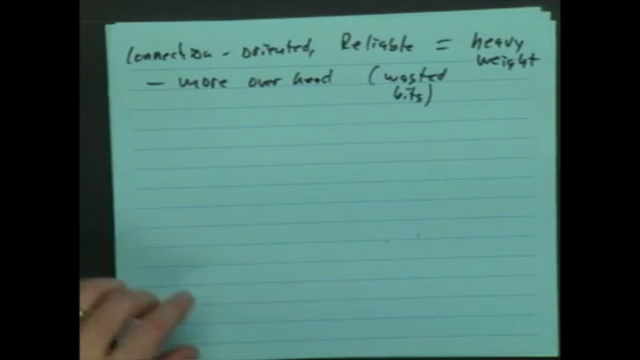 Connection-oriented, Reliable = heavy weight
- more over head (wasted bits)